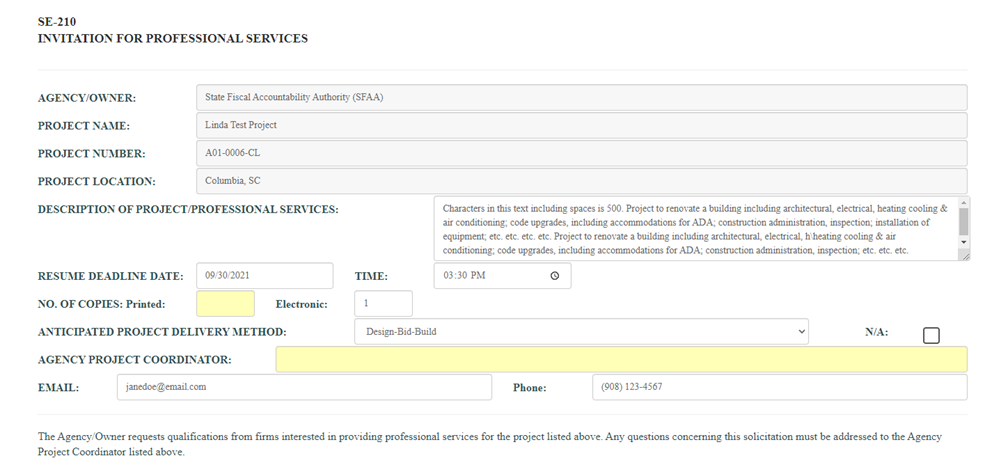 SE-210
INVITATION FOR PROFESSIONAL SERVICES
AGENCY/OWNER: State Fiscal Accountability Authority (SFAA)
PROJECT NAME: Linda Test Project
PROJECT NUMBER: A01-0006-CL
PROJECT LOCATION: Columbia, SC
DESCRIPTION OF PROJECT/PROFESSIONAL SERVICES: Characters in this text including spaces is 500. Project to renovate a building including architectural, electrical, heating cooling &
air conditioning; code upgrades, including accommodations for ADA; construction administration, inspection; installation of
equipment; etc. etc. etc. etc. Project to renovate a building including architectural, electrical, h\heating cooling & air
conditioning; code upgrades, including accommodations for ADA; construction administration, inspection; etc. etc. etc.
RESUME DEADLINE DATE: 09/30/2021 TIME: 03:30 PM
NO. OF COPIES: Printed: Electronic: 1
ANTICIPATED PROJECT DELIVERY METHOD: Design-Bid-Build N/A:
AGENCY PROJECT COORDINATOR:
EMAIL: janedoe@email.com Phone: (908) 123-4567
The Agency/Owner requests qualifications from firms interested in providing professional services for the project listed above. Any questions concerning this solicitation must be addressed to the Agency
Project Coordinator listed above.